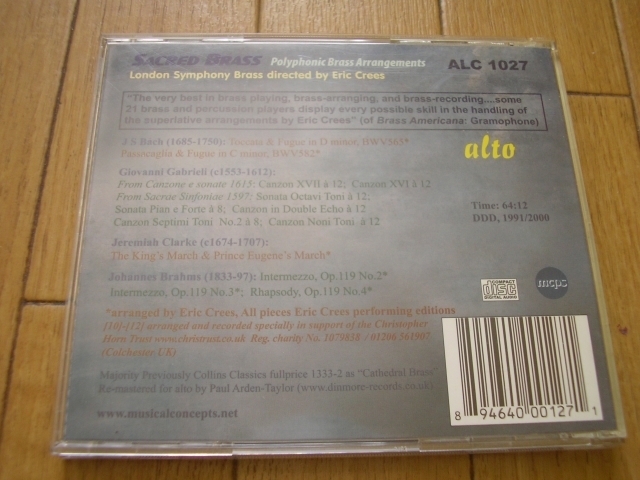 SACRED BRASS Polyphonic Brass Arrangements ALC 1027
London Symphony Brass directed by Eric Crees
"The very best in brass playing, brass-arranging, and brass-recording....some
21 brass and percussion players display every possible skill in the handling of
the superlative arrangements by Eric Crees" (of Brass Americana: Gramophone)
alto
J.S Bach (1685-1750): Toccata & Fugue in D minor, BWV565*
Passacaglia & Fugue in C minor, BWV582*
Giovanni Gabrieli (c1553-1612):
From Canzone e sonate 1615: Canzon XVII à 12; Canzon XVI à 12
From Sacrae Sinfoniae 1597: Sonata Octavi Toni à 12;
Sonata Pian e Forte à 8; Canzon in Double Echo à 12
Canzon Septimi Toni No.2 à 8; Canzon Noni Toni à 12
Time: 64:12
DDD, 1991/2000
Jeremiah Clarke (c1674-1707):
The King's March & Prince Eugene's March*
Johannes Brahms (1833-97): Intermezzo, Op.119 No.2*
Intermezzo, Op.119 No.3*; Rhapsody, Op.119 No.4*
COMPACT
disc
DIGITAL AUDIO
mcps
*arranged by Eric Crees, All pieces Eric Crees performing editions
[10]-[12] arranged and recorded specially in support of the Christopher
Horn Trust www.christrust.co.uk Reg. charity No. 1079838 / 01206 561907
(Colchester UK)
Majority Previously Collins Classics fullprice 1333-2 as "Cathedral Brass"
Re-mastered for alto by Paul Arden-Taylor (www.dinmore-records.co.uk)
www.musicalconcepts.net
8 94640 00127 1